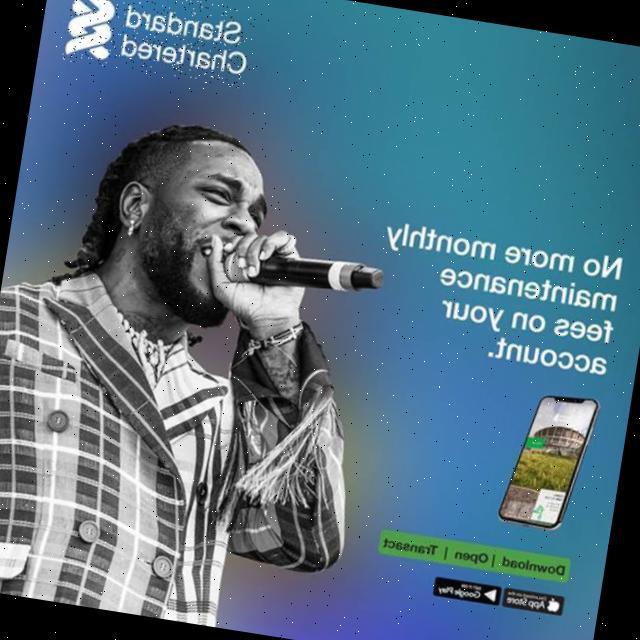 Standard
Chartered
No more monthly
maintenance
fees on your
account.
Download | Open | Transact
App Store
Google Play